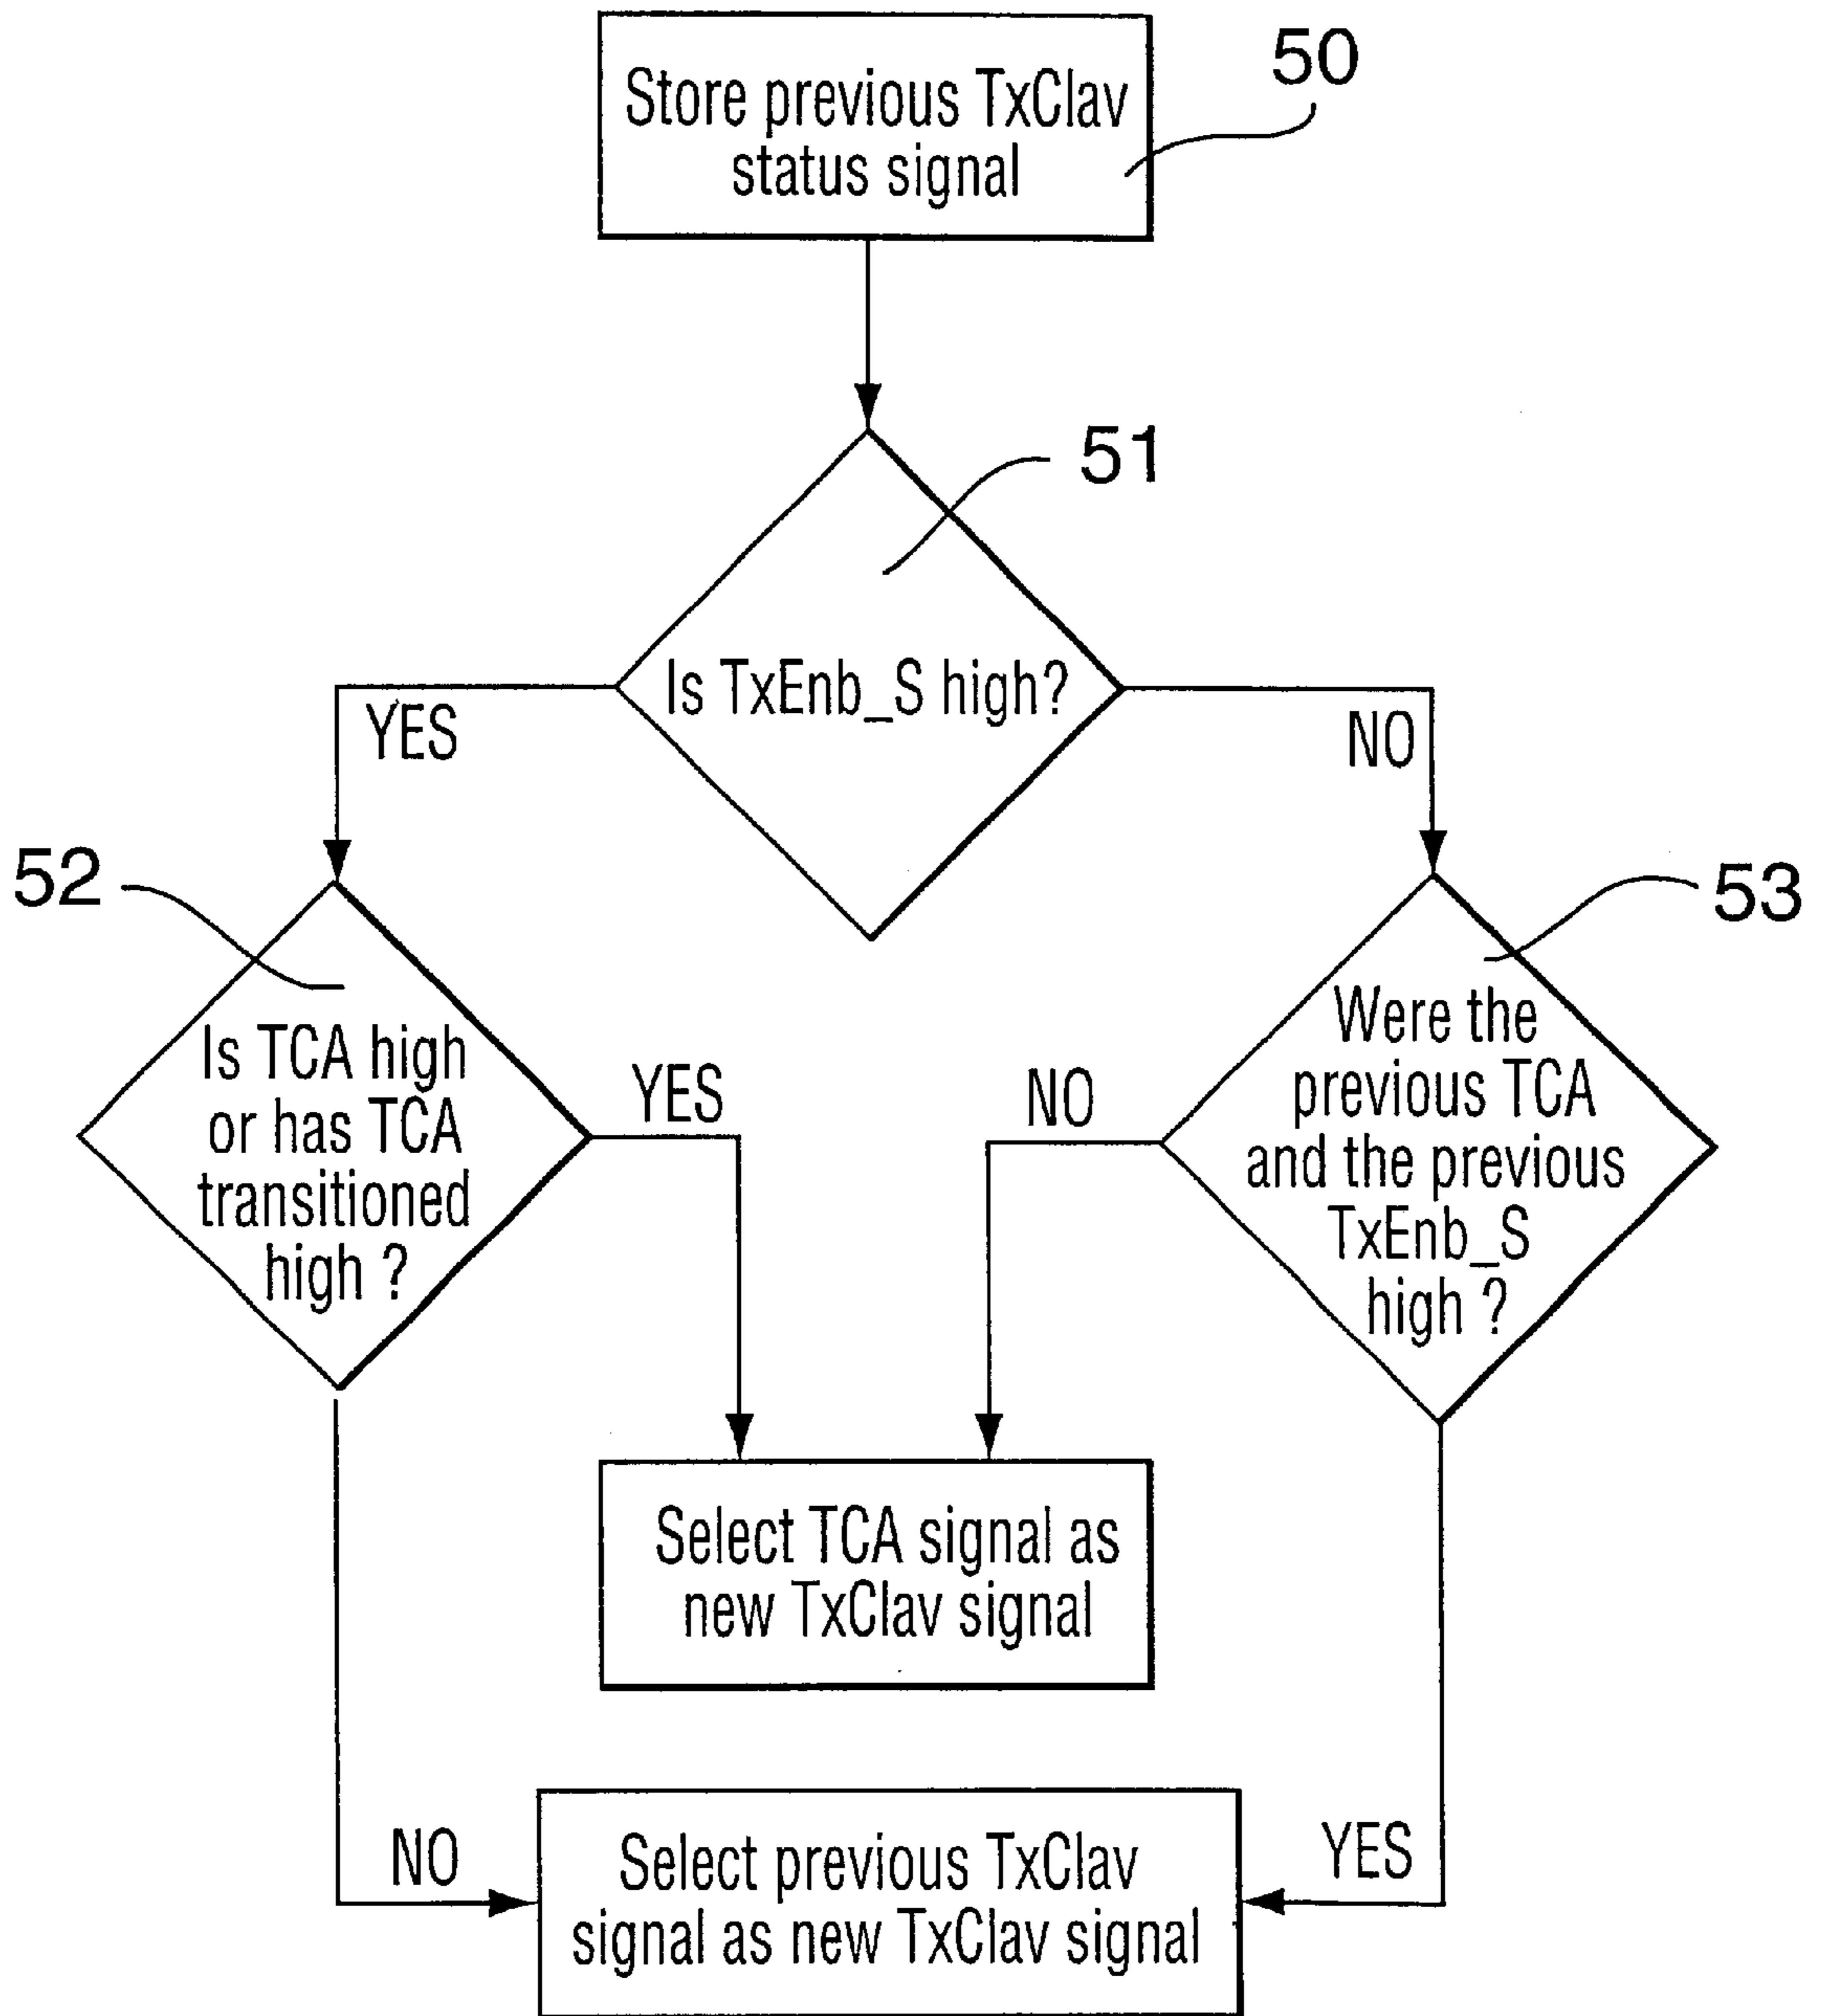 Store previous TxClav
status signal
50
51
Is TxEnb_S high?
YES
NO
52
53
Is TCA high
or has TCA
transitioned
high ?
YES
NO
Were the
previous TCA
and the previous
TxEnb_S
high ?
Select TCA signal as
new TxClav signal
NO
YES
Select previous TxClav
signal as new TxClav signal